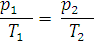 p₁/T₁ = p₂/T₂